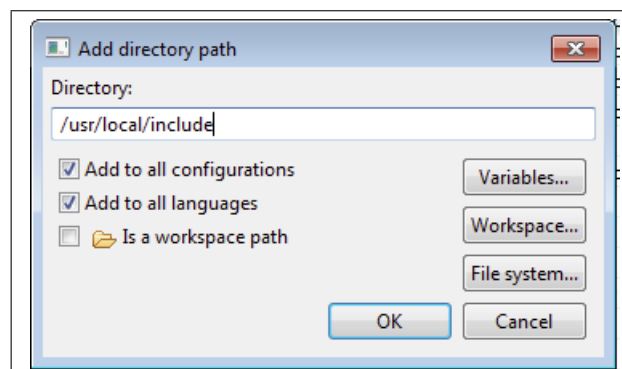 Add directory path
Directory:
/usr/local/include
Add to all configurations
Variables...
Add to all languages
Workspace...
Is a workspace path
File system...
OK
Cancel